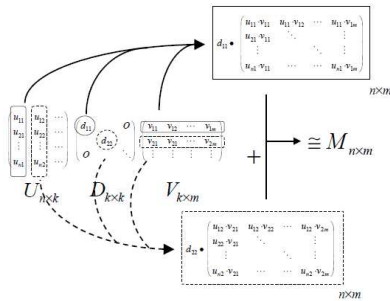 u₁₁·v₁₁ u₁₁·v₁₂ ⋯ u₁₁·v₁ₘ
d₁₁• u₂₁·v₁₁ ⋱ ⋮
⋮ ⋱ ⋮
uₙ₁·v₁₁ ⋯ ⋯ uₙ₁·v₁ₘ
n×m
u₁₁ u₁₂ ⋯ d₁₁ O v₁₁ v₁₂ ⋯ v₁ₘ
u₂₁ u₂₂ ⋯ d₂₂ v₂₁ v₂₂ ⋯ v₂ₘ
⋮ ⋮ ⋯ O ⋱ ⋮ ⋮ ⋮ ⋮
uₙ₁ uₙ₂ ⋯
Uₙ×ₖ Dₖ×ₖ Vₖ×ₘ
+ ≅ Mₙ×ₘ
u₁₂·v₂₁ u₁₂·v₂₂ ⋯ u₁₂·v₂ₘ
d₂₂• u₂₂·v₂₁ ⋱ ⋮
⋮ ⋱ ⋮
uₙ₂·v₂₁ ⋯ ⋯ uₙ₂·v₂ₘ
n×m